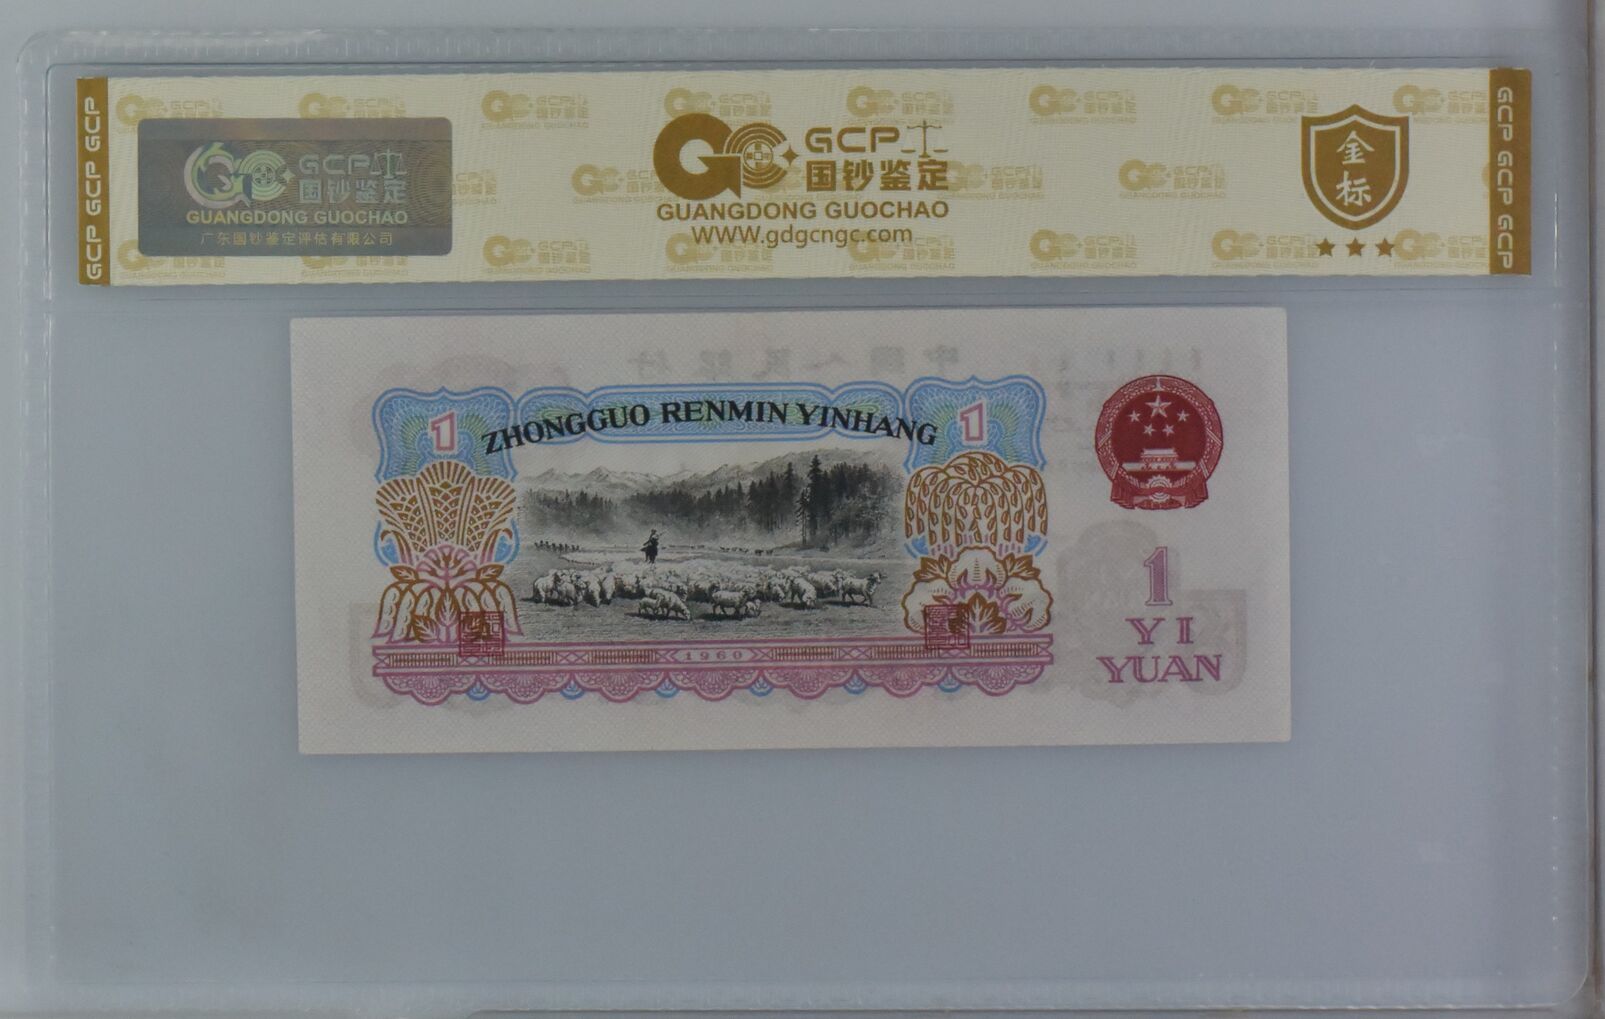 GCP GCP GCP
GCP
国钞鉴定
GUANGDONG GUOCHAO
广东国钞鉴定评估有限公司
GCP
国钞鉴定
GUANGDONG GUOCHAO
WWW.gdgcngc.com
金标
GCP GCP GCP
1
ZHONGGUO RENMIN YINHANG
1
1960
1
YI
YUAN